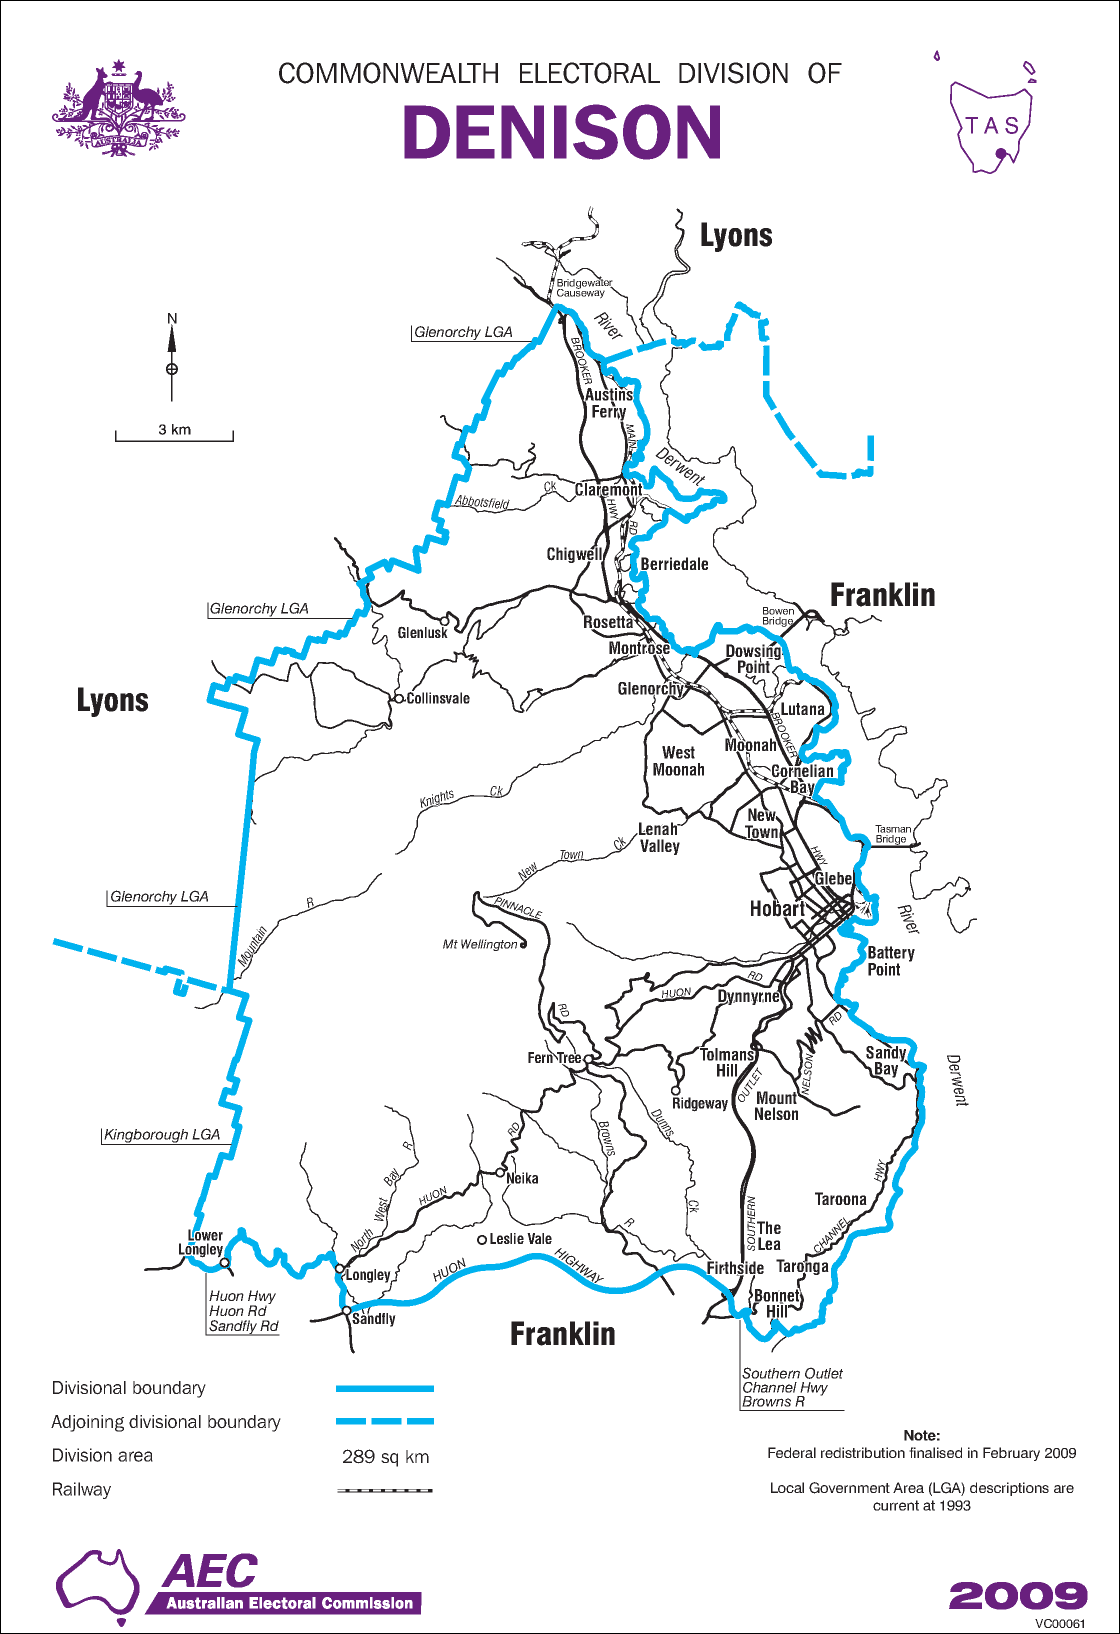 COMMONWEALTH ELECTORAL DIVISION OF
DENISON
AUSTRALIA
TAS
Lyons
Bridgewater
Causeway
N
River
Glenorchy LGA
BROOKER
3 km
Austins
Ferry
MAIN
Derwent
Abbotsfield
Ck
Claremont
HWY
RD
Chigwell
Berriedale
Franklin
Glenorchy LGA
Bowen
Bridge
Glenlusk
Rosetta
Montrose
Dowsing
Point
Lyons
Collinsvale
Glenorchy
Lutana
BROOKER
West
Moonah
Moonah
Cornelian
Bay
Knights
Ck
New
Town
Lenah
Valley
Tasman
Bridge
HWY
New
Town
Ck
Glebe
Glenorchy LGA
R
Mountain
PINNACLE
Hobart
River
Mt Wellington
Battery
Point
RD
HUON
Dynnyrne
RD
RD
Fern Tree
Tolmans
Hill
Sandy
Bay
Derwent
NELSON
OUTLET
Ridgeway
Mount
Nelson
Dunns
Browns
Kingborough LGA
RD
R
Bay
West
North
HUON
Neika
HWY
Taroona
Ck
R
SOUTHERN
The
Lea
CHANNEL
Lower
Longley
Leslie Vale
HUON
HIGHWAY
Firthside
Taronga
Longley
Huon Hwy
Huon Rd
Sandfly Rd
Bonnet
Hill
Sandfly
Franklin
Southern Outlet
Channel Hwy
Browns R
Divisional boundary
Adjoining divisional boundary
Division area 289 sq km
Railway
Note:
Federal redistribution finalised in February 2009
Local Government Area (LGA) descriptions are
current at 1993
AEC
Australian Electoral Commission
2009
VC00061